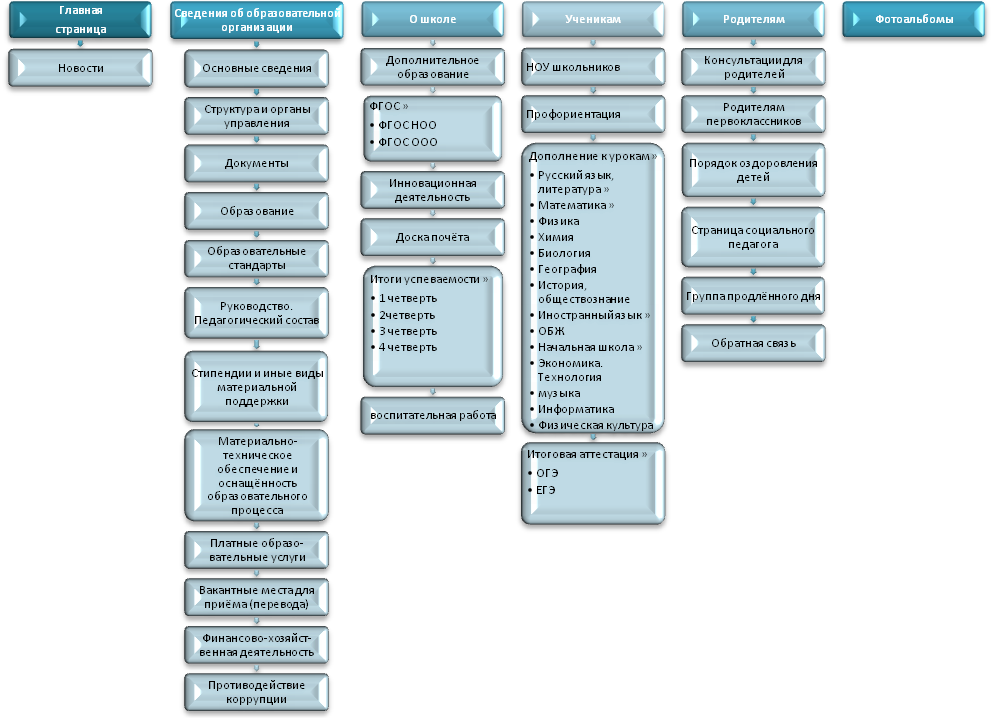 Главная
страница
Новости
Сведения об образовательной
организации
Основные сведения
Структура и органы
управления
Документы
Образование
Образовательные
стандарты
Руководство.
Педагогический состав
Стипендии и иные виды
материальной
поддержки
Материально-
техническое
обеспечение и
оснащённость
образовательного
процесса
Платные образо-
вательные услуги
Вакантные места для
приёма (перевода)
Финансово-хозяйст-
венная деятельность
Противодействие
коррупции
О школе
Дополнительное
образование
ФГОС »
• ФГОС НОО
• ФГОС ООО
Инновационная
деятельность
Доска почёта
Итоги успеваемости »
• 1 четверть
• 2четверть
• 3 четверть
• 4 четверть
воспитательная работа
Ученикам
НОУ школьников
Профориентация
Дополнение к урокам »
• Русский язык,
литература »
• Математика »
• Физика
• Химия
• Биология
• География
• История,
обществознание
• Иностранный язык »
• ОБЖ
• Начальная школа »
• Экономика.
Технология
• музыка
• Информатика
• Физическая культура
Итоговая аттестация »
• ОГЭ
• ЕГЭ
Родителям
Консультации для
родителей
Родителям
первоклассников
Порядок оздоровления
детей
Страница социального
педагога
Группа продлённого дня
Обратная связь
Фотоальбомы